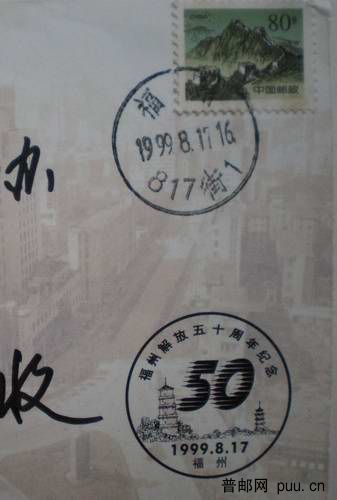 80分
中国邮政
福
1999.8.17.16
817街1
办
收
福州解放五十周年纪念
50
1999.8.17
福州
普邮网 puu.cn